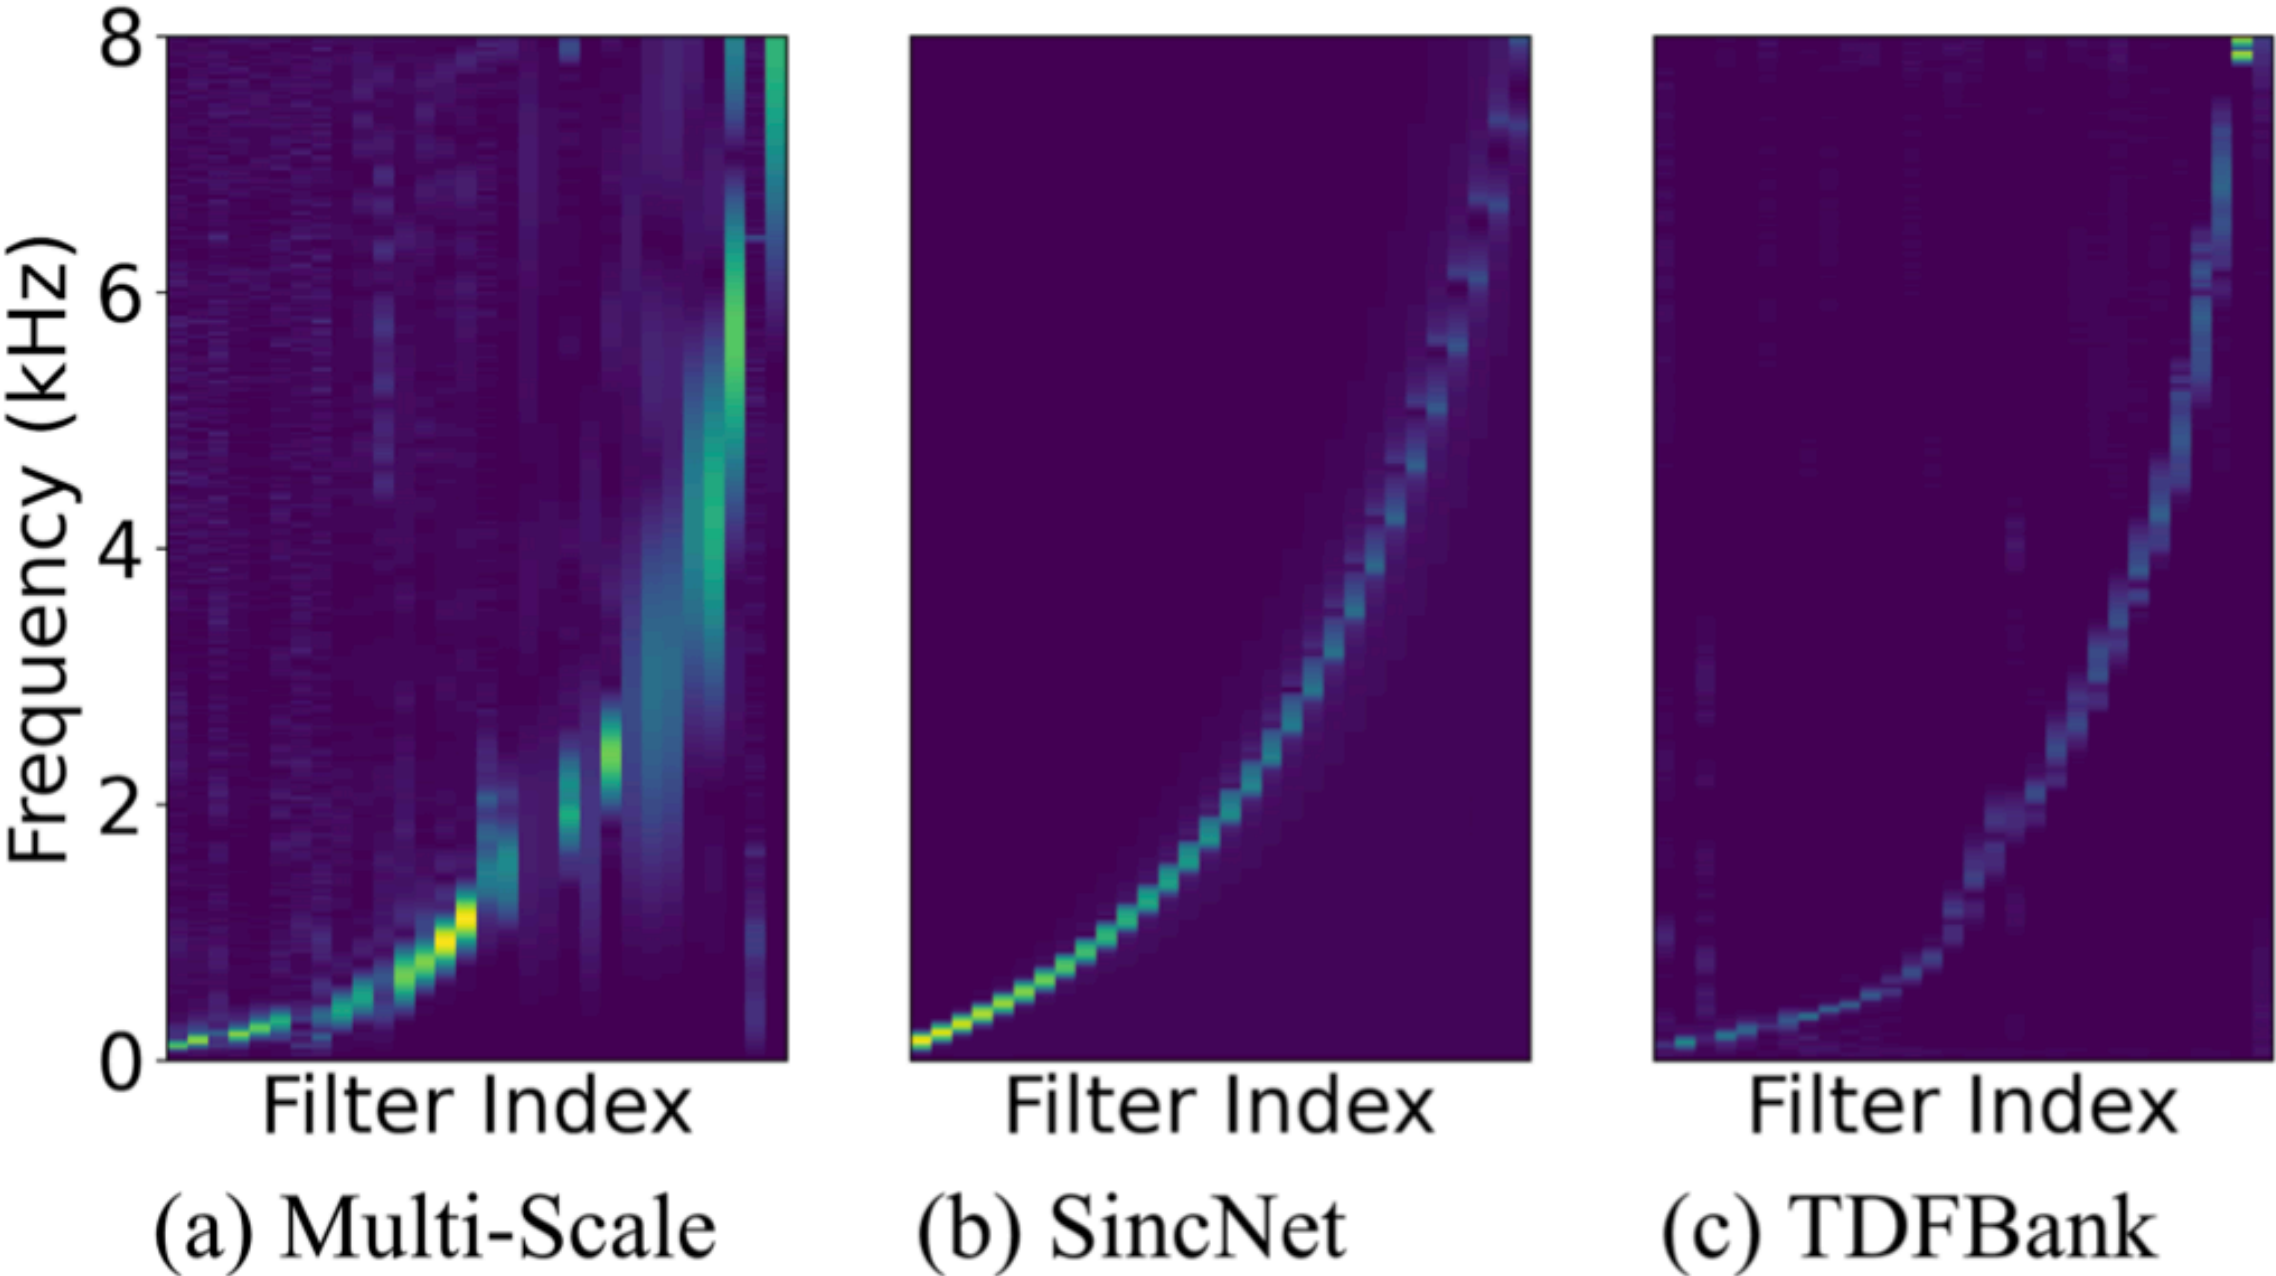 Frequency (kHz)
8
6
4
2
0
Filter Index
Filter Index
Filter Index
(a) Multi-Scale
(b) SincNet
(c) TDFBank